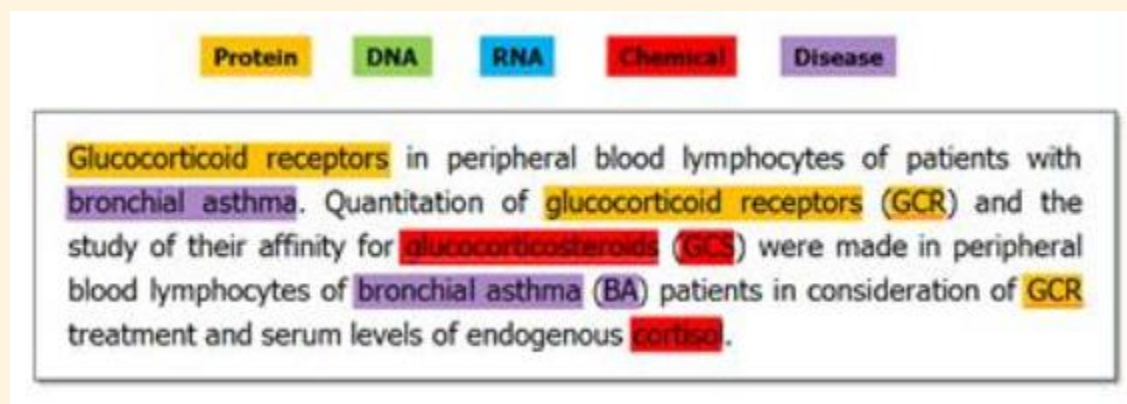 Protein DNA RNA Chemical Disease
Glucocorticoid receptors in peripheral blood lymphocytes of patients with
bronchial asthma. Quantitation of glucocorticoid receptors (GCR) and the
study of their affinity for glucocorticosteroids (GCS) were made in peripheral
blood lymphocytes of bronchial asthma (BA) patients in consideration of GCR
treatment and serum levels of endogenous cortisol.